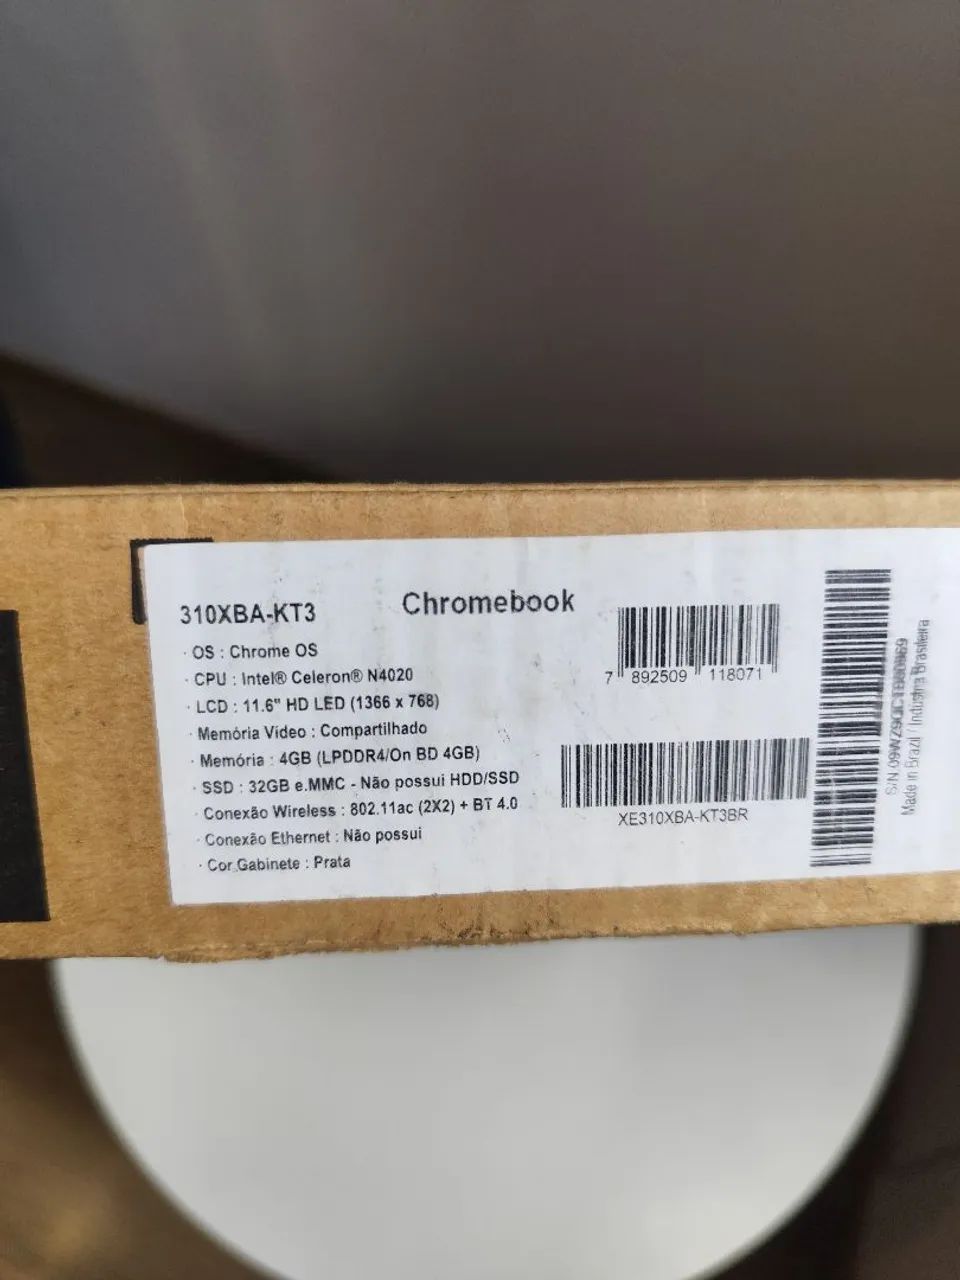 310XBA-KT3
Chromebook
· OS : Chrome OS
· CPU : Intel® Celeron® N4020
· LCD : 11.6" HD LED (1366 x 768)
· Memória Vídeo : Compartilhado
· Memória : 4GB (LPDDR4/On BD 4GB)
· SSD : 32GB e.MMC - Não possui HDD/SSD
· Conexão Wireless : 802.11ac (2X2) + BT 4.0
· Conexão Ethernet : Não possui
· Cor Gabinete : Prata
7 892509 118071
XE310XBA-KT3BR
S/N
Made in Brazil / Indústria Brasileira